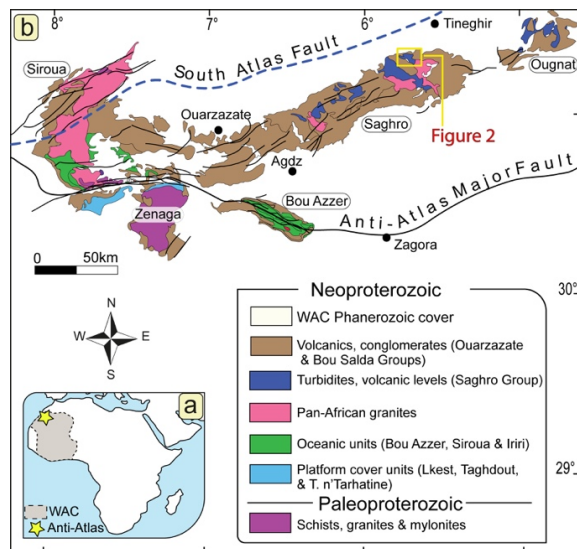 b
8°
7°
6°
Tineghir
Siroua
South Atlas Fault
Ougnat
Ouarzazate
Saghro
Figure 2
Agdz
Bou Azzer
Anti-Atlas Major Fault
Zenaga
Zagora
0 50km
N
W E
S
30°
29°
Neoproterozoic
WAC Phanerozoic cover
Volcanics, conglomerates (Ouarzazate
& Bou Salda Groups)
Turbidites, volcanic levels (Saghro Group)
Pan-African granites
Oceanic units (Bou Azzer, Siroua & Iriri)
Platform cover units (Lkest, Taghdout,
& T. n'Tarhatine)
Paleoproterozoic
Schists, granites & mylonites
a
WAC
Anti-Atlas